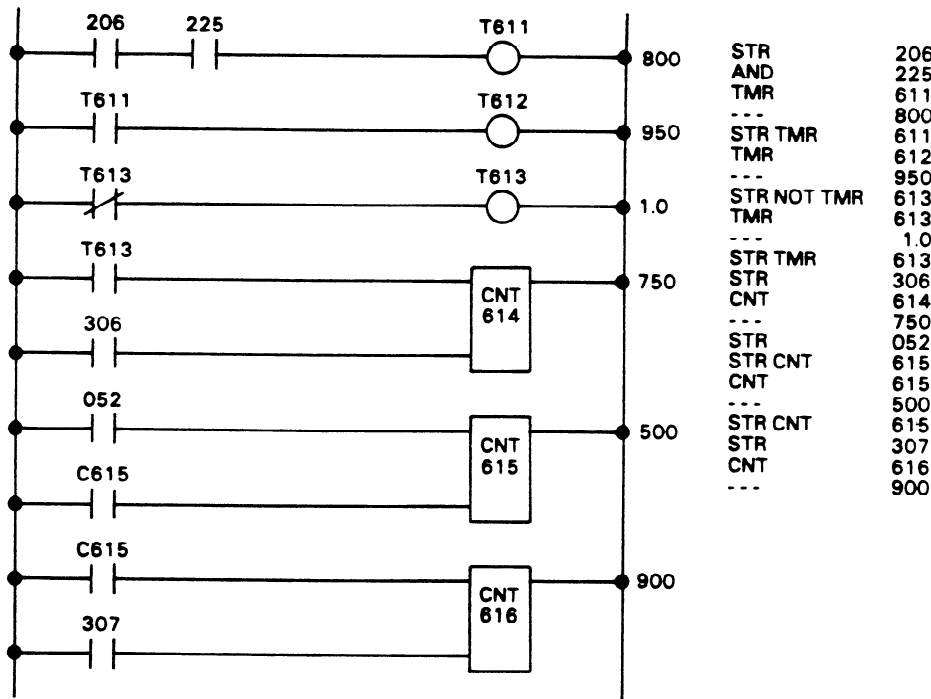 206 225 T611
800
T611 T612
950
T613 T613
1.0
T613
750
CNT
614
306
052
500
CNT
615
C615
C615
900
CNT
616
307
STR 206
AND 225
TMR 611
--- 800
STR TMR 611
TMR 612
--- 950
STR NOT TMR 613
TMR 613
--- 1.0
STR TMR 613
STR 306
CNT 614
--- 750
STR 052
STR CNT 615
CNT 615
--- 500
STR CNT 615
STR 307
CNT 616
--- 900